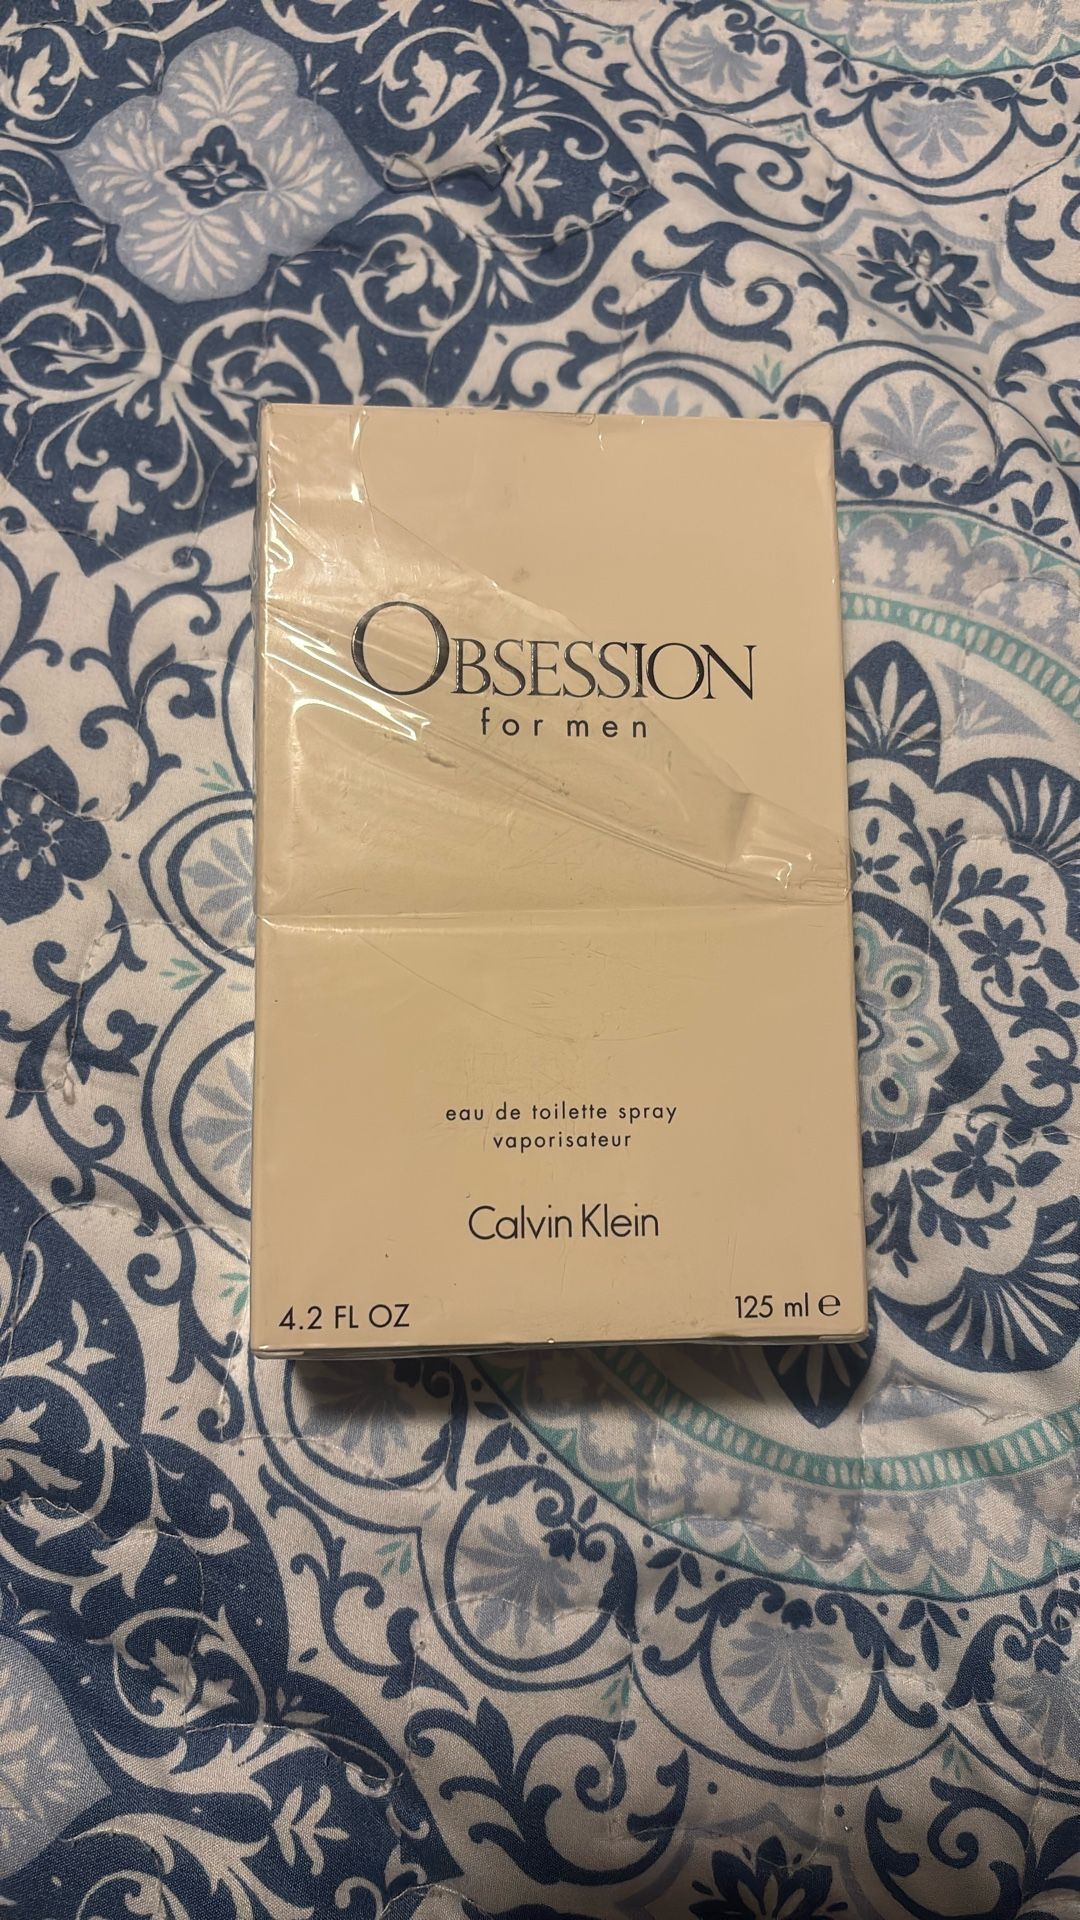 OBSESSION
for men
eau de toilette spray
vaporisateur
Calvin Klein
4.2 FL OZ
125 ml ℮